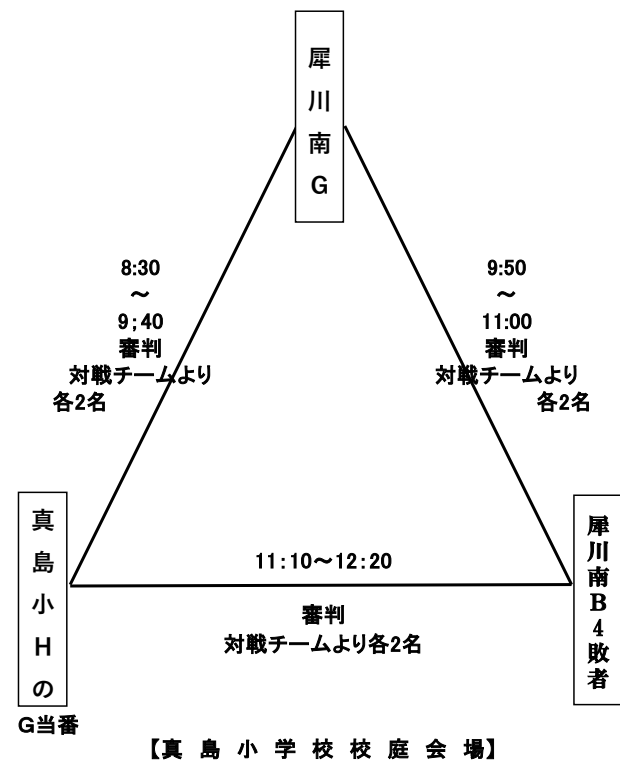 犀川南G
8:30
～
9;40
審判
対戦チームより
各2名
9:50
～
11:00
審判
対戦チームより
各2名
真島小Hの
G当番
11:10～12:20
審判
対戦チームより各2名
犀川南B4敗者
【真 島 小 学 校 校 庭 会 場】